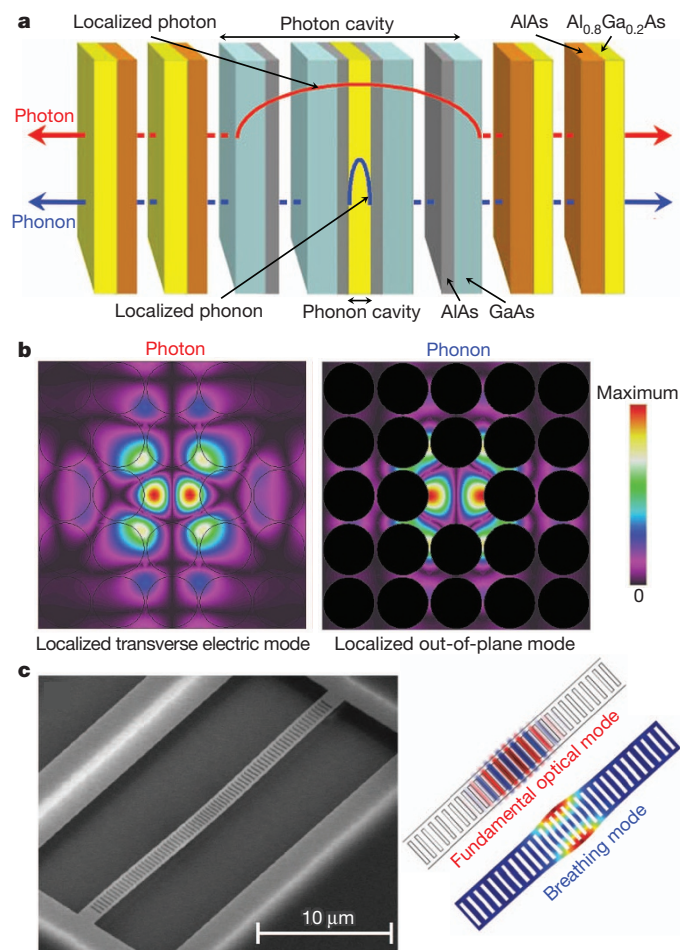 a
Localized photon
Photon cavity
AlAs
Al0.8Ga0.2As
Photon
Phonon
Localized phonon
Phonon cavity
AlAs
GaAs
b
Photon
Phonon
Maximum
0
Localized transverse electric mode
Localized out-of-plane mode
c
10 μm
Fundamental optical mode
Breathing mode